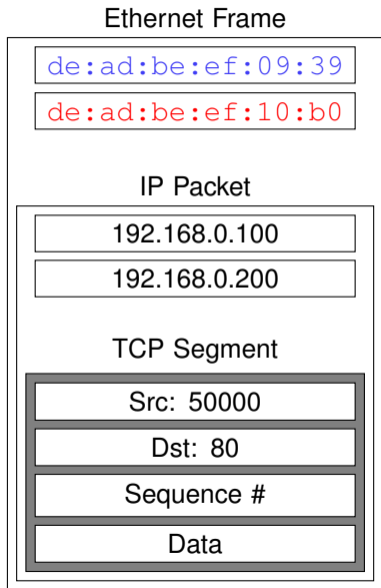 Ethernet Frame
de:ad:be:ef:09:39
de:ad:be:ef:10:b0
IP Packet
192.168.0.100
192.168.0.200
TCP Segment
Src: 50000
Dst: 80
Sequence #
Data